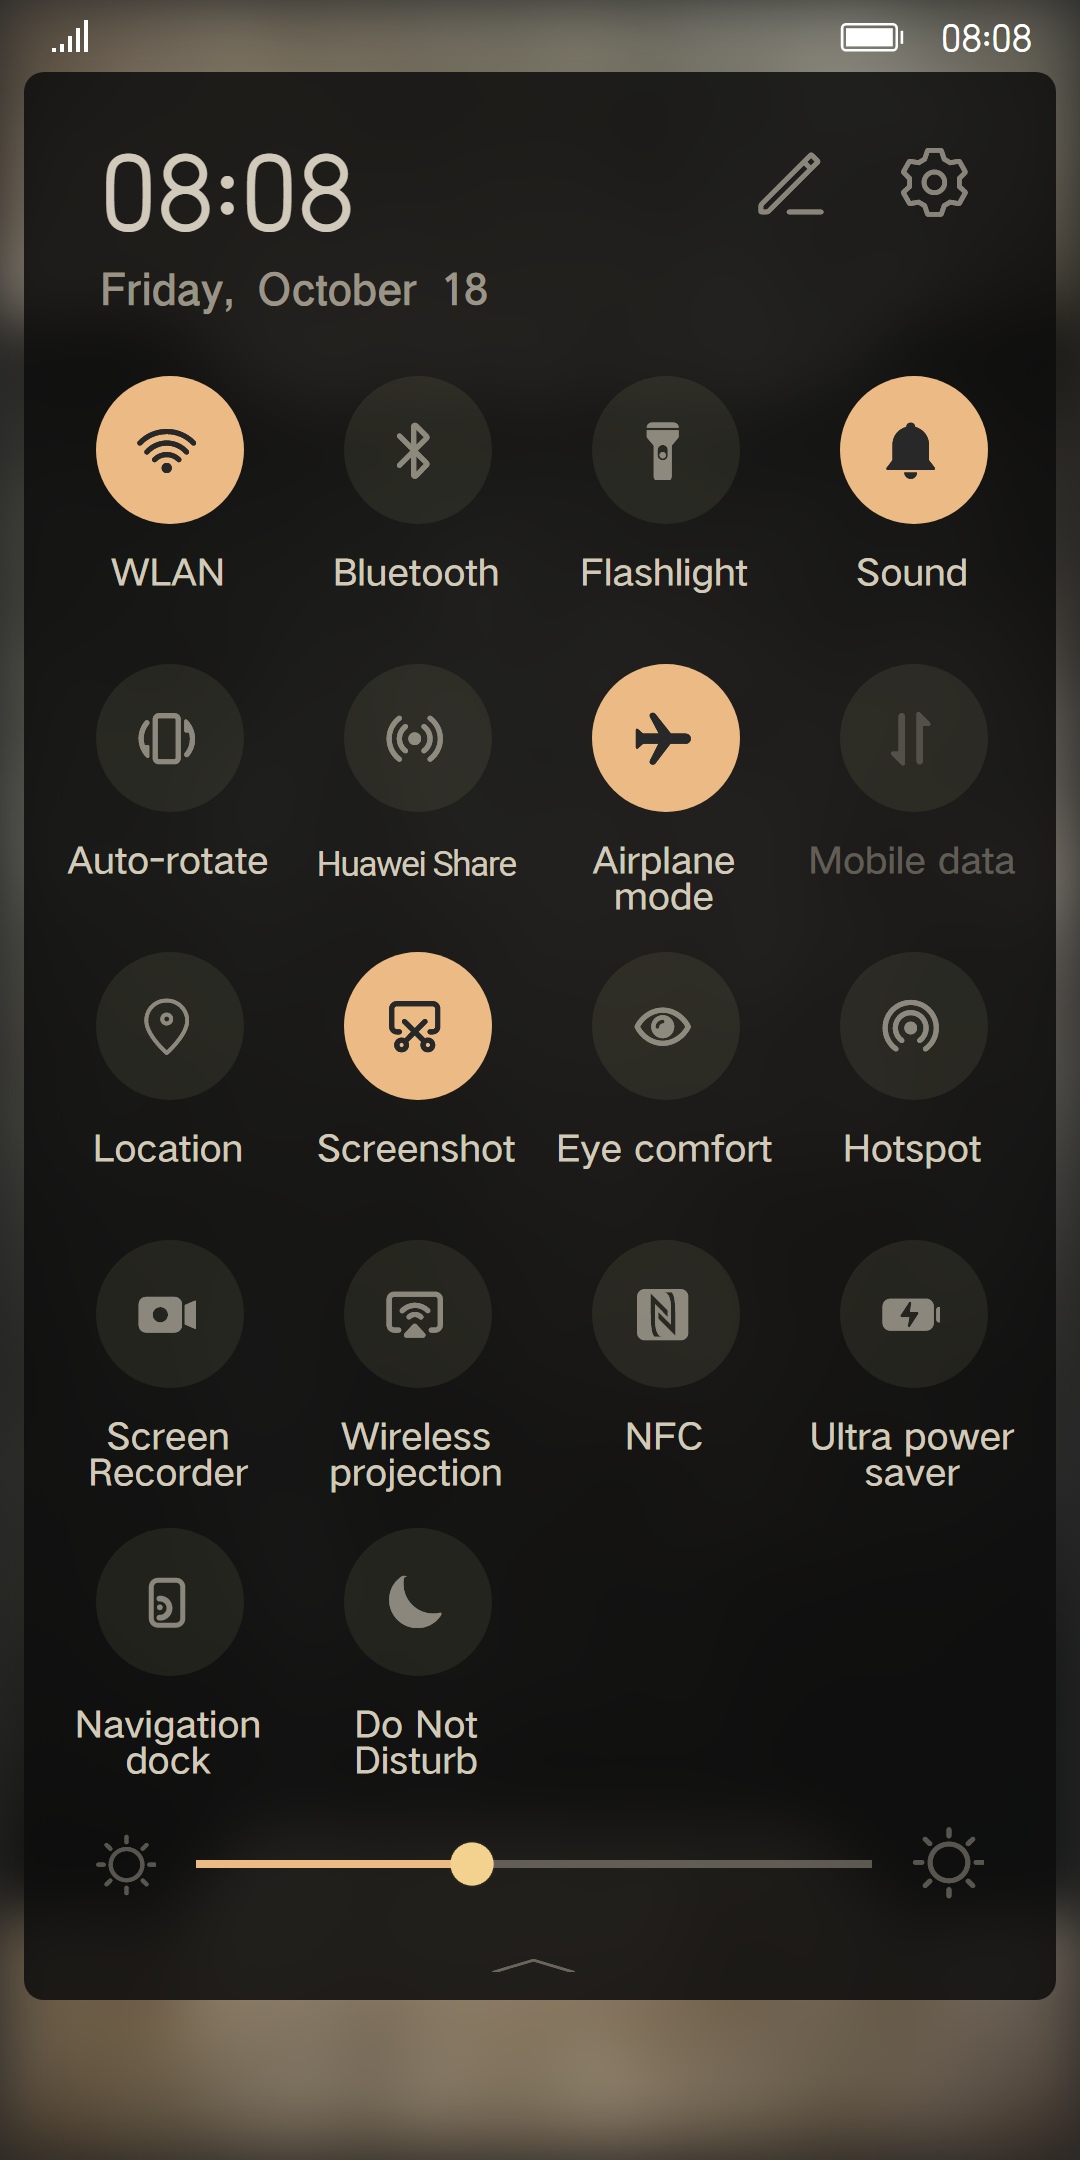 08:08
08:08
Friday, October 18
WLAN
Bluetooth
Flashlight
Sound
Auto-rotate
Huawei Share
Airplane
mode
Mobile data
Location
Screenshot
Eye comfort
Hotspot
Screen
Recorder
Wireless
projection
NFC
Ultra power
saver
Navigation
dock
Do Not
Disturb